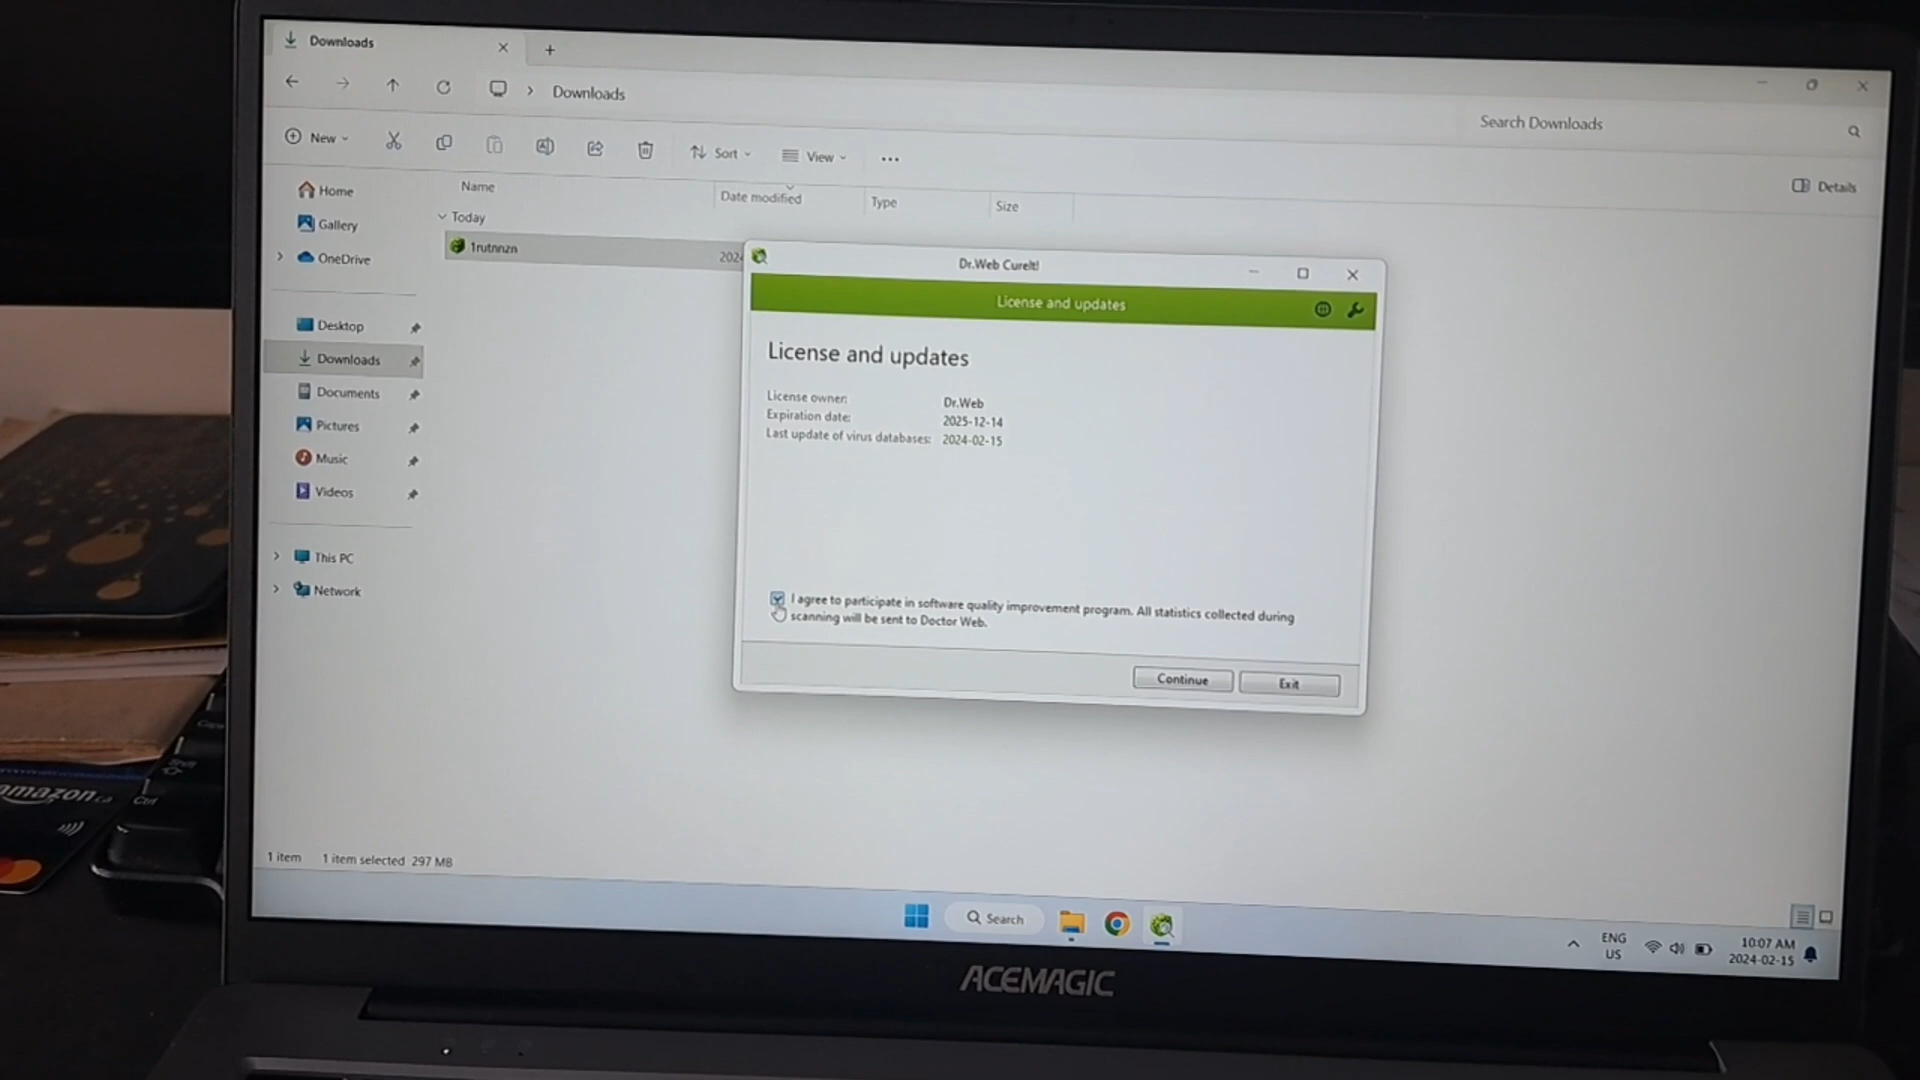 Downloads
Downloads
Search Downloads
New
Sort
View
Details
Home
Gallery
OneDrive
Desktop
Downloads
Documents
Pictures
Music
Videos
This PC
Network
Name
Date modified
Type
Size
Today
1rutnnzn
2024
Dr.Web CureIt!
License and updates
License and updates
License owner: Dr.Web
Expiration date: 2025-12-14
Last update of virus databases: 2024-02-15
I agree to participate in software quality improvement program. All statistics collected during
scanning will be sent to Doctor Web.
Continue
Exit
1 item 1 item selected 297 MB
Search
ENG
US
10:07 AM
2024-02-15
ACEMAGIC
amazon.ca
Shift
Ctrl